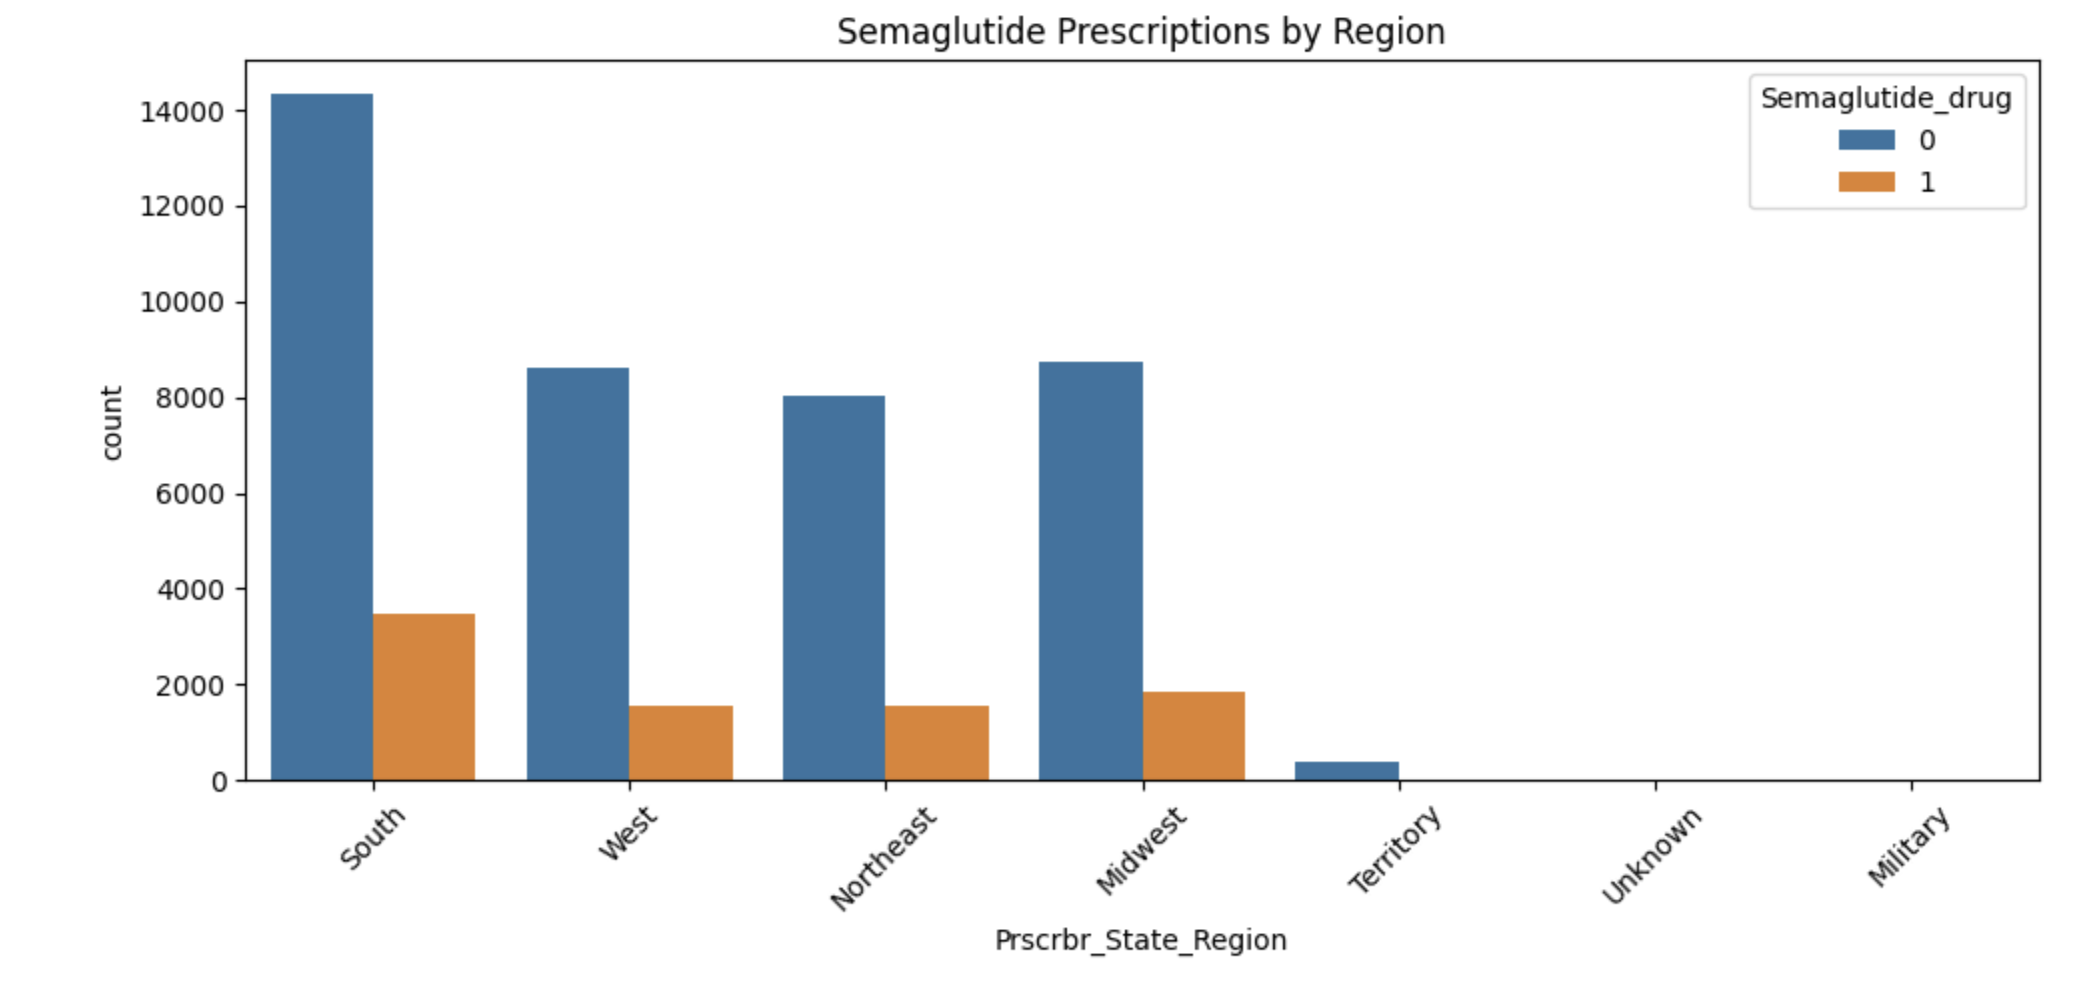 Semaglutide Prescriptions by Region
Semaglutide_drug
0
1
14000
12000
10000
8000
6000
4000
2000
0
count
South
West
Northeast
Midwest
Territory
Unknown
Military
Prscrbr_State_Region